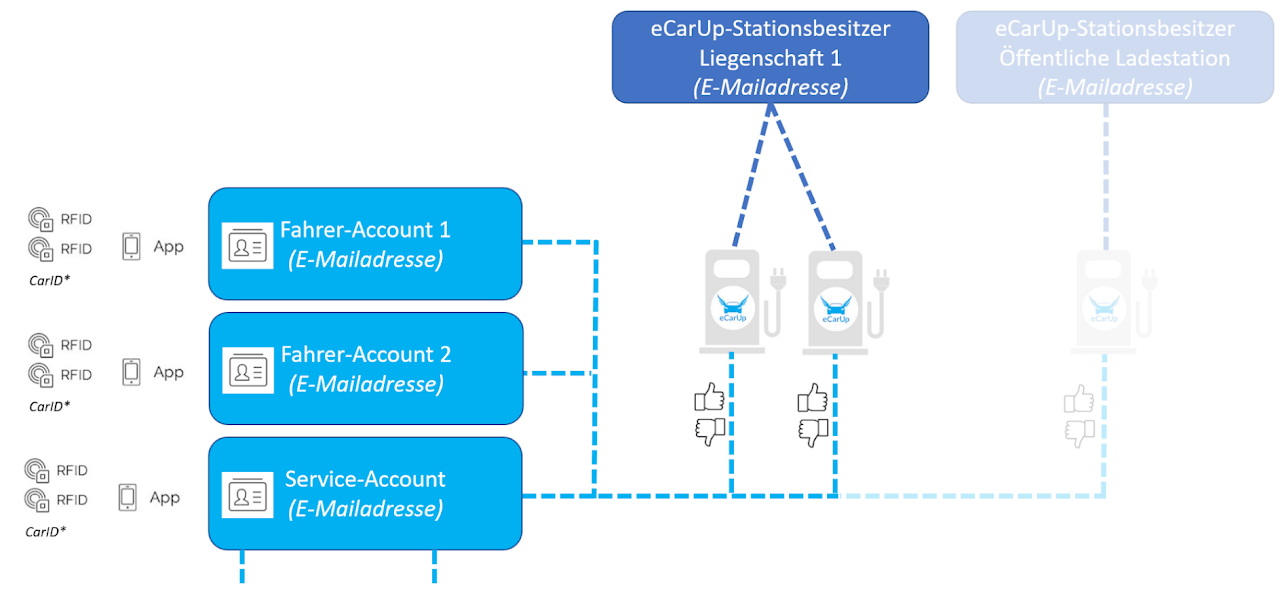 eCarUp-Stationsbesitzer
Liegenschaft 1
(E-Mailadresse)
eCarUp-Stationsbesitzer
Öffentliche Ladestation
(E-Mailadresse)
RFID
RFID
App
CarID*
Fahrer-Account 1
(E-Mailadresse)
eCarUp
eCarUp
eCarUp
RFID
RFID
App
CarID*
Fahrer-Account 2
(E-Mailadresse)
RFID
RFID
App
CarID*
Service-Account
(E-Mailadresse)